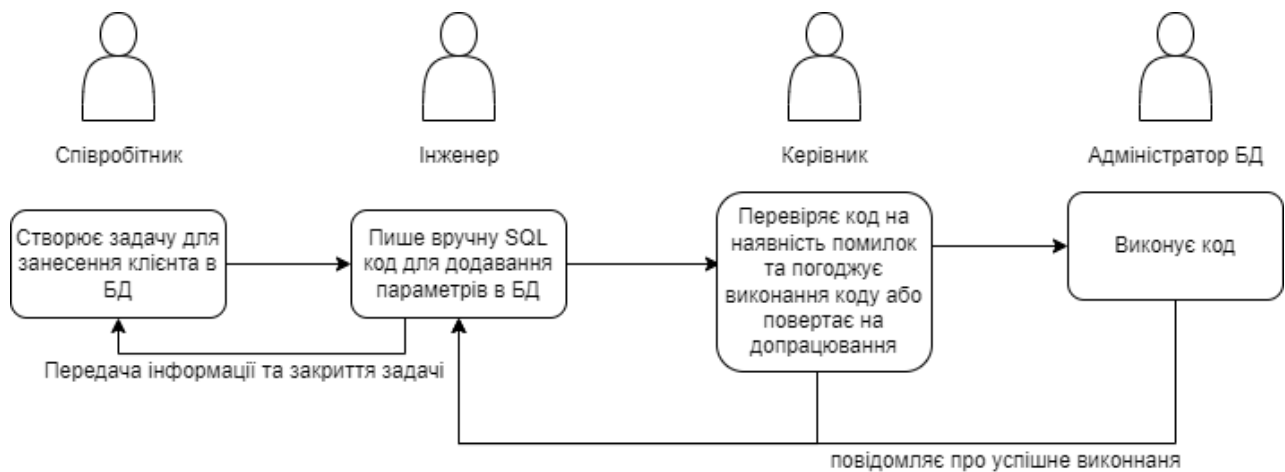 Співробітник
Інженер
Керівник
Адміністратор БД
Створює задачу для
занесення клієнта в
БД
Пише вручну SQL
код для додавання
параметрів в БД
Перевіряє код на
наявність помилок
та погоджує
виконання коду або
повертає на
допрацювання
Виконує код
Передача інформації та закриття задачі
повідомляє про успішне виконнаня